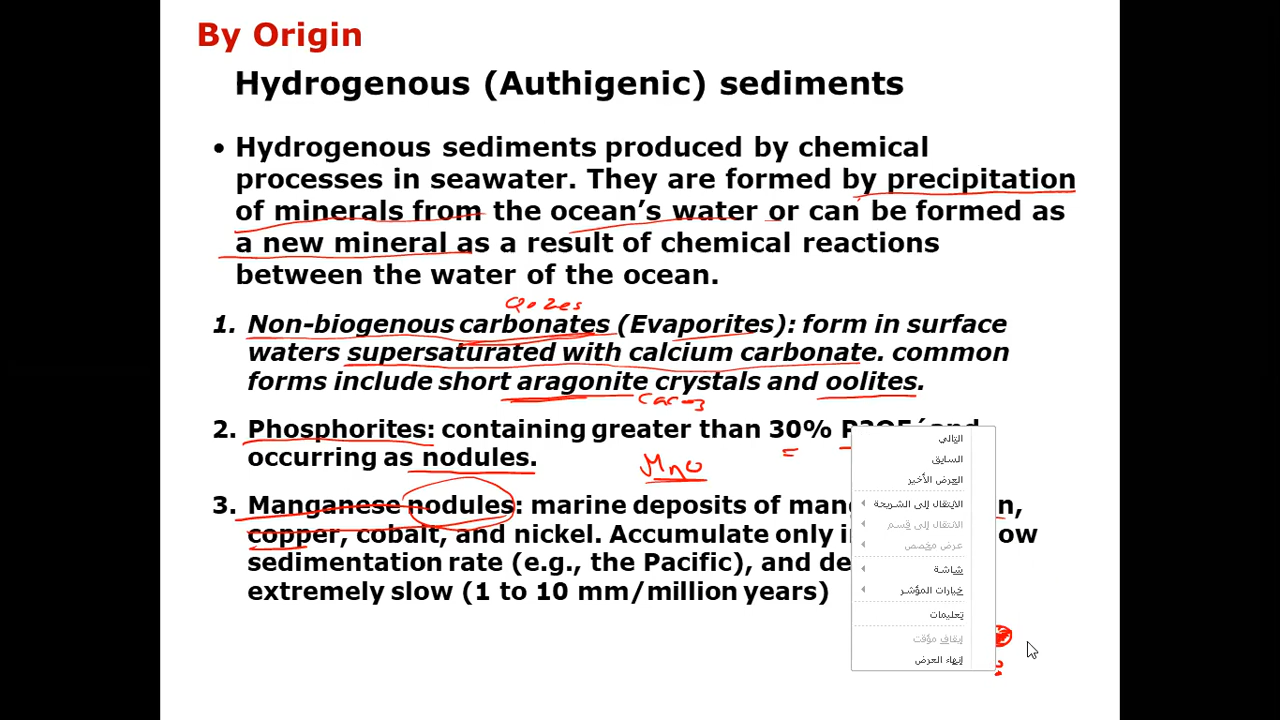 By Origin
Hydrogenous (Authigenic) sediments
• Hydrogenous sediments produced by chemical
processes in seawater. They are formed by precipitation
of minerals from the ocean’s water or can be formed as
a new mineral as a result of chemical reactions
between the water of the ocean.
Oozes
1. Non-biogenous carbonates (Evaporites): form in surface
waters supersaturated with calcium carbonate. common
forms include short aragonite crystals and oolites.
2. Phosphorites: containing greater than 30%
occurring as nodules.
MnO
3. Manganese nodules: marine deposits of
copper, cobalt, and nickel. Accumulate only
sedimentation rate (e.g., the Pacific), and
extremely slow (1 to 10 mm/million years)
التالي
السابق
العرض الأخير
الانتقال إلى الشريحة
الانتقال إلى قسم
عرض مخصص
شاشة
خيارات المؤشر
تعليمات
إيقاف مؤقت
إنهاء العرض